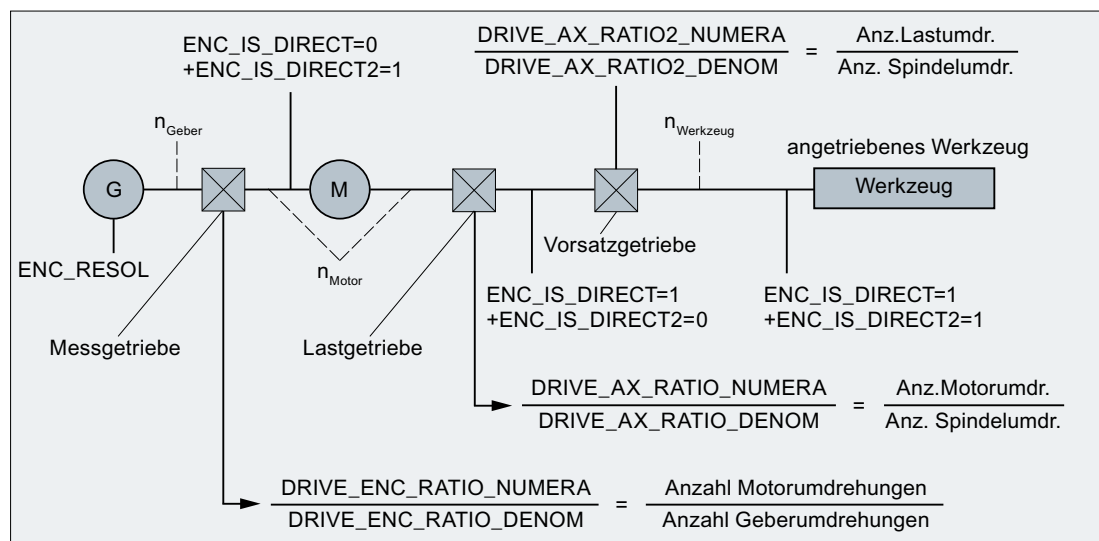 ENC_IS_DIRECT=0
+ENC_IS_DIRECT2=1
DRIVE_AX_RATIO2_NUMERA
DRIVE_AX_RATIO2_DENOM
=
Anz.Lastumdr.
Anz. Spindelumdr.
nGeber
nWerkzeug
angetriebenes Werkzeug
G
M
Werkzeug
Vorsatzgetriebe
ENC_RESOL
nMotor
ENC_IS_DIRECT=1
+ENC_IS_DIRECT2=0
ENC_IS_DIRECT=1
+ENC_IS_DIRECT2=1
Messgetriebe
Lastgetriebe
DRIVE_AX_RATIO_NUMERA
DRIVE_AX_RATIO_DENOM
=
Anz.Motorumdr.
Anz. Spindelumdr.
DRIVE_ENC_RATIO_NUMERA
DRIVE_ENC_RATIO_DENOM
=
Anzahl Motorumdrehungen
Anzahl Geberumdrehungen